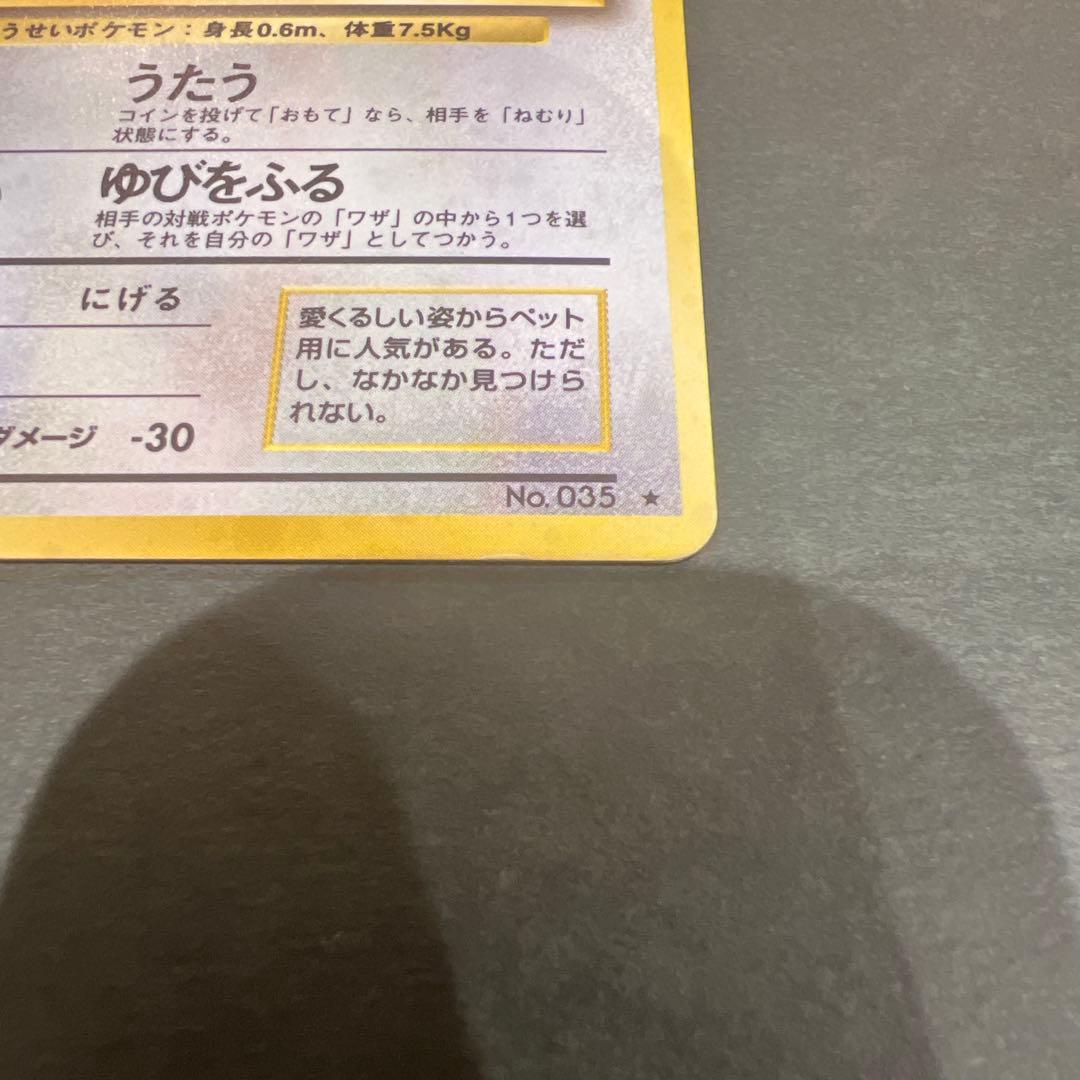 うせいポケモン：身長0.6m、体重7.5Kg
うたう
コインを投げて「おもて」なら、相手を「ねむり」
状態にする。
ゆびをふる
相手の対戦ポケモンの「ワザ」の中から1つを選
び、それを自分の「ワザ」としてつかう。
にげる
愛くるしい姿からペット
用に人気がある。ただ
し、なかなか見つけら
れない。
ダメージ -30
No. 035 ★